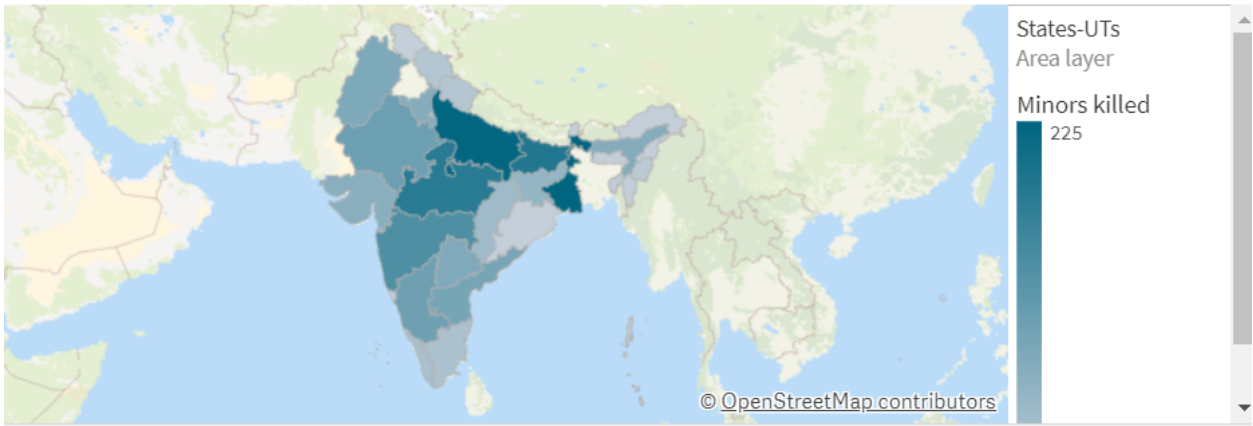 States-UTs
Area layer
Minors killed
225
© OpenStreetMap contributors